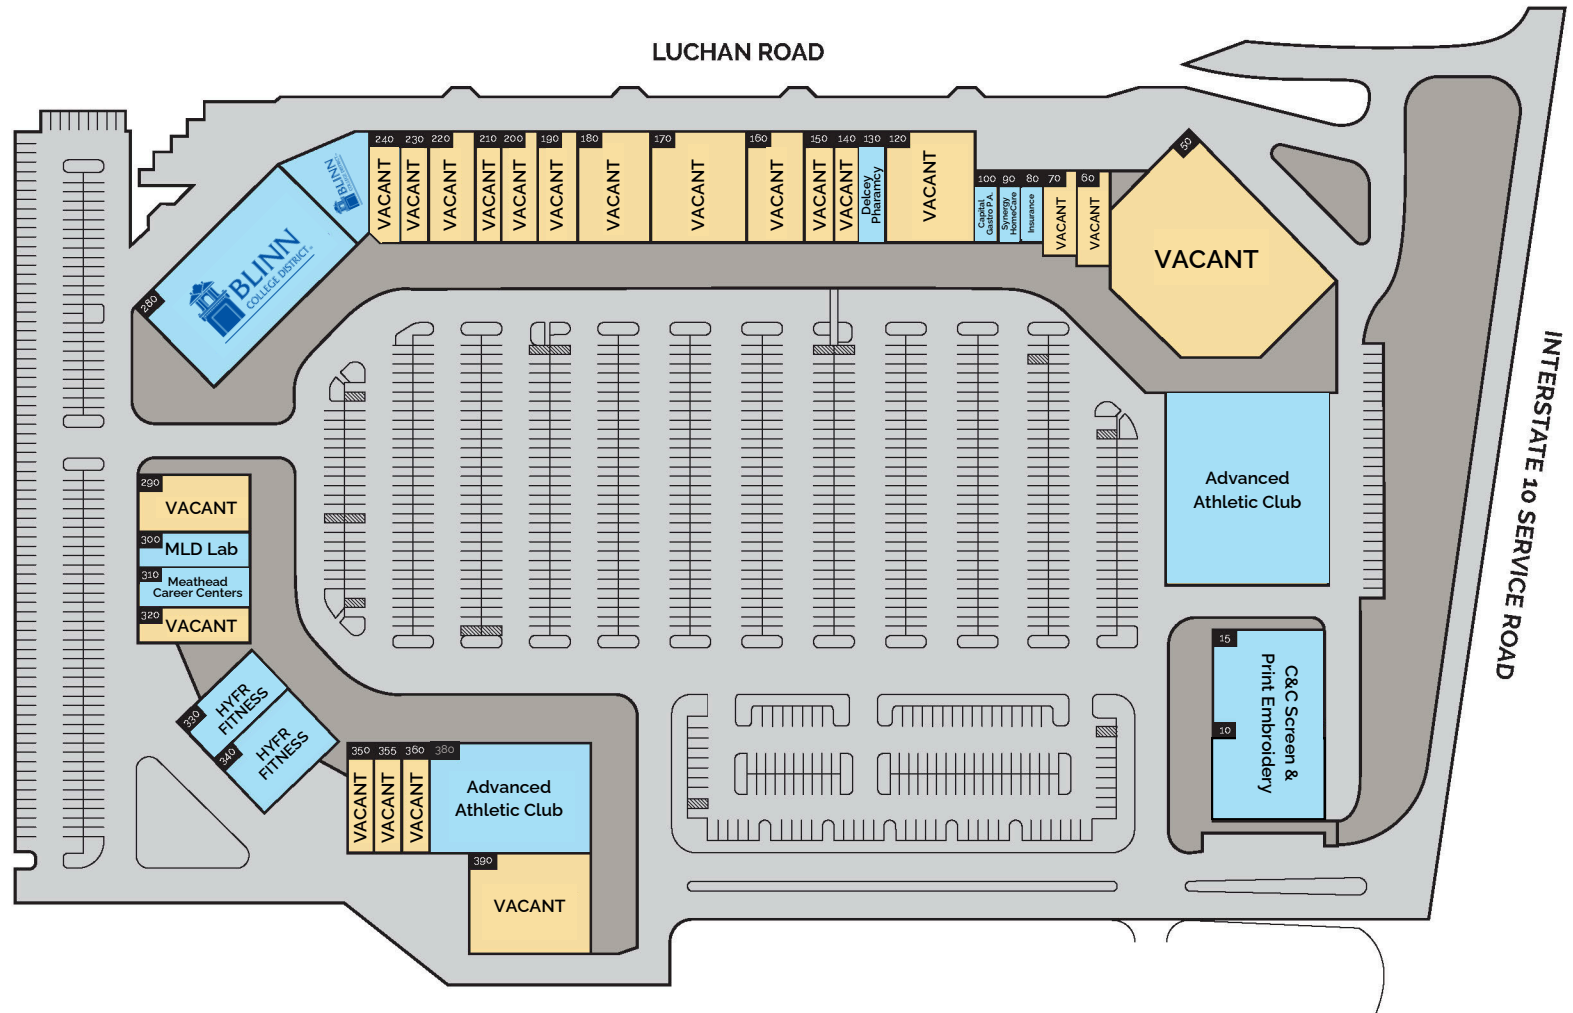 LUCHAN ROAD
INTERSTATE 10 SERVICE ROAD
240
VACANT
230
VACANT
220
VACANT
210
VACANT
200
VACANT
190
VACANT
180
VACANT
170
VACANT
160
VACANT
150
VACANT
140
VACANT
130
Delcey
Pharamcy
120
VACANT
100
Capital
Gastro P.A.
90
Synergy
HomeCare
80
Insurance
70
VACANT
60
VACANT
50
VACANT
BLINN
COLLEGE DISTRICT
280
BLINN
COLLEGE DISTRICT
Advanced
Athletic Club
290
VACANT
300
MLD Lab
310
Meathead
Career Centers
320
VACANT
330
HYFR
FITNESS
340
HYFR
FITNESS
350
VACANT
355
VACANT
360
VACANT
380
Advanced
Athletic Club
390
VACANT
15
10
C&C Screen &
Print Embroidery